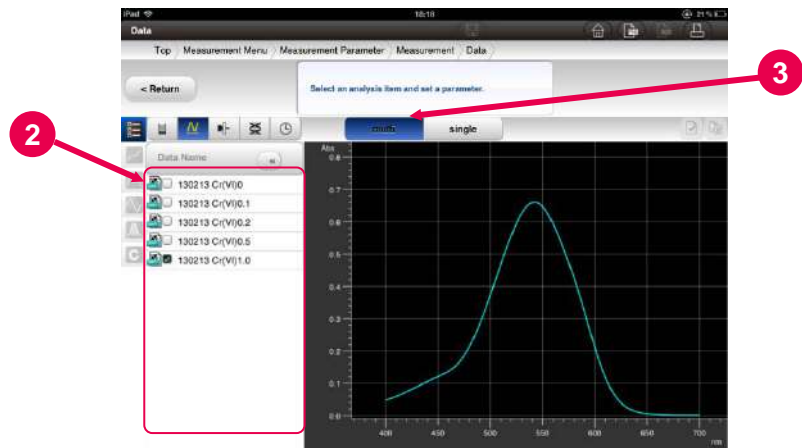 iPad 18:18 21%
Data
Top Measurement Menu Measurement Parameter Measurement Data
3
< Return
Select an analysis item and set a parameter.
2
multi single
Data Name «
130213 Cr(VI)0
130213 Cr(VI)0.1
130213 Cr(VI)0.2
130213 Cr(VI)0.5
130213 Cr(VI)1.0
C
Abs
0.8
0.7
0.6
0.5
0.4
0.3
0.2
0.1
0.0
400 450 500 550 600 650 700
nm